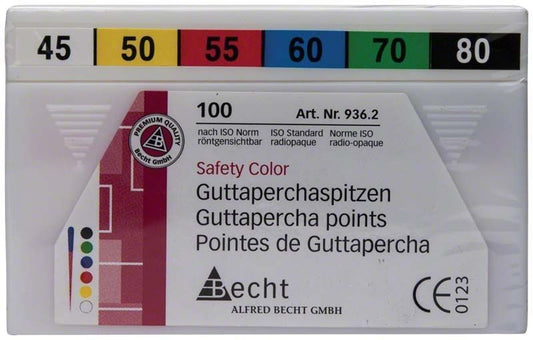 45 50 55 60 70 80
100 Art. Nr. 936.2
nach ISO Norm ISO Standard Norme ISO
röntgensichtbar radiopaque radio-opaque
PREMIUM QUALITY
Becht GmbH
Safety Color
Guttaperchaspitzen
Guttapercha points
Pointes de Guttapercha
Becht
ALFRED BECHT GMBH
CE 0123